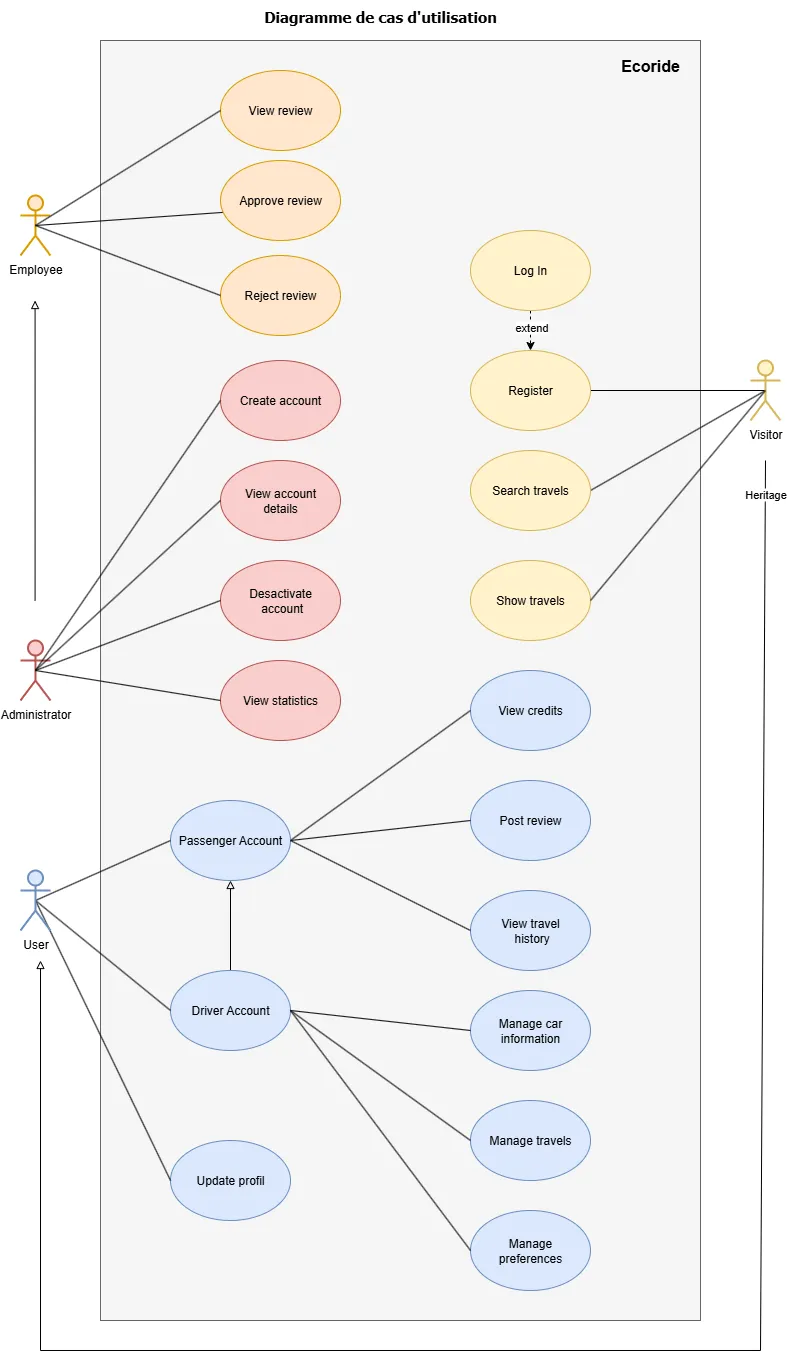 Diagramme de cas d'utilisation
Ecoride
View review
Approve review
Employee
Reject review
Log In
extend
Register
Create account
Visitor
View account
details
Search travels
Heritage
Desactivate
account
Show travels
Administrator
View statistics
View credits
Passenger Account
Post review
User
View travel
history
Driver Account
Manage car
information
Manage travels
Update profil
Manage
preferences